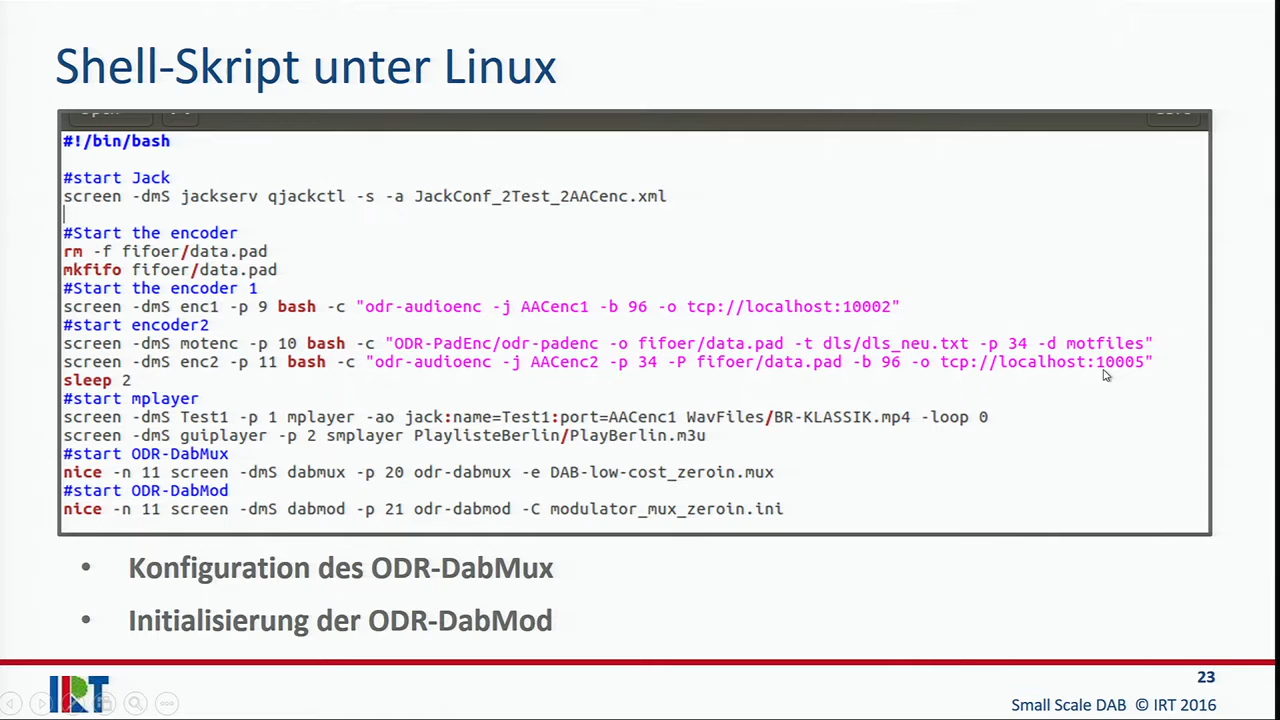 Shell-Skript unter Linux
#!/bin/bash
#start Jack
screen -dmS jackserv qjackctl -s -a JackConf_2Test_2AACenc.xml
#Start the encoder
rm -f fifoer/data.pad
mkfifo fifoer/data.pad
#Start the encoder 1
screen -dmS enc1 -p 9 bash -c "odr-audioenc -j AACenc1 -b 96 -o tcp://localhost:10002"
#start encoder2
screen -dmS motenc -p 10 bash -c "ODR-PadEnc/odr-padenc -o fifoer/data.pad -t dls/dls_neu.txt -p 34 -d motfiles"
screen -dmS enc2 -p 11 bash -c "odr-audioenc -j AACenc2 -p 34 -P fifoer/data.pad -b 96 -o tcp://localhost:10005"
sleep 2
#start mplayer
screen -dmS Test1 -p 1 mplayer -ao jack:name=Test1:port=AACenc1 WavFiles/BR-KLASSIK.mp4 -loop 0
screen -dmS guiplayer -p 2 smplayer PlaylisteBerlin/PlayBerlin.m3u
#start ODR-DabMux
nice -n 11 screen -dmS dabmux -p 20 odr-dabmux -e DAB-low-cost_zeroin.mux
#start ODR-DabMod
nice -n 11 screen -dmS dabmod -p 21 odr-dabmod -C modulator_mux_zeroin.ini
• Konfiguration des ODR-DabMux
• Initialisierung der ODR-DabMod
23
IRT
Small Scale DAB © IRT 2016